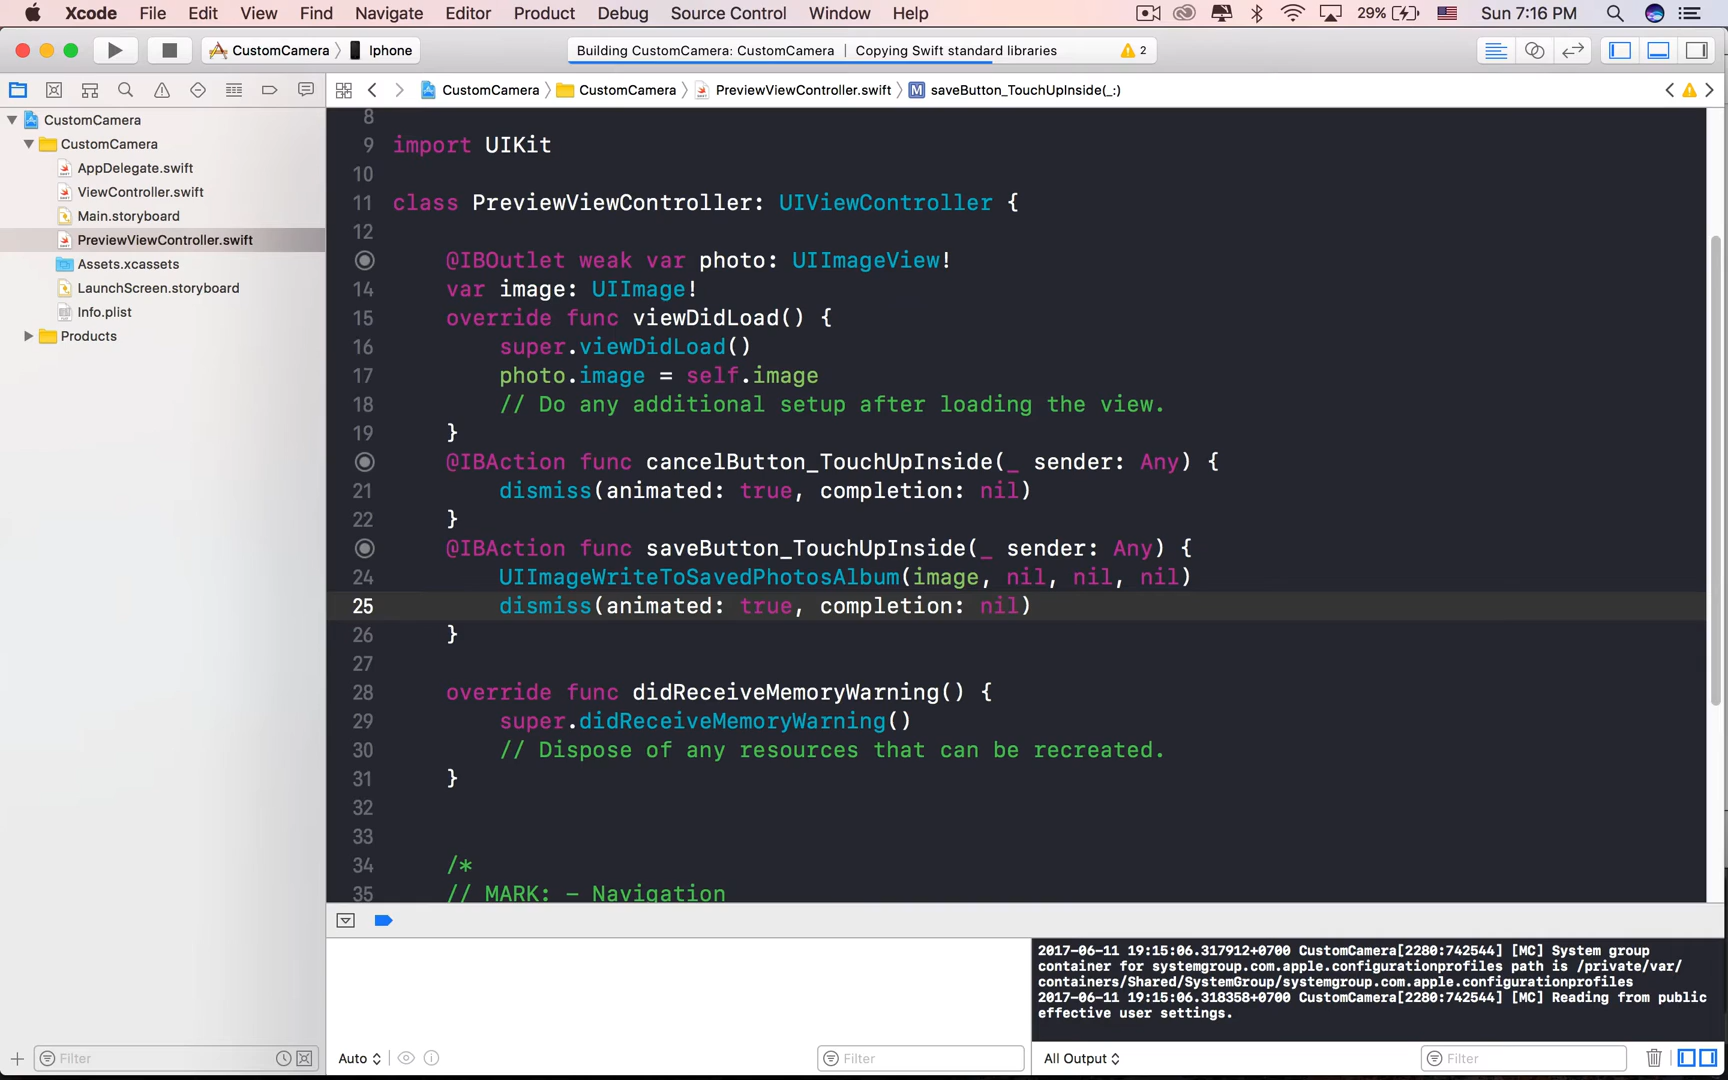 Xcode File Edit View Find Navigate Editor Product Debug Source Control Window Help 29% Sun 7:16 PM
CustomCamera Iphone Building CustomCamera: CustomCamera | Copying Swift standard libraries 2
CustomCamera CustomCamera PreviewViewController.swift M saveButton_TouchUpInside(_:)
CustomCamera
CustomCamera
AppDelegate.swift
ViewController.swift
Main.storyboard
PreviewViewController.swift
Assets.xcassets
LaunchScreen.storyboard
Info.plist
Products
8
9 import UIKit
10
11 class PreviewViewController: UIViewController {
12
@IBOutlet weak var photo: UIImageView!
14 var image: UIImage!
15 override func viewDidLoad() {
16 super.viewDidLoad()
17 photo.image = self.image
18 // Do any additional setup after loading the view.
19 }
@IBAction func cancelButton_TouchUpInside(_ sender: Any) {
21 dismiss(animated: true, completion: nil)
22 }
@IBAction func saveButton_TouchUpInside(_ sender: Any) {
24 UIImageWriteToSavedPhotosAlbum(image, nil, nil, nil)
25 dismiss(animated: true, completion: nil)
26 }
27
28 override func didReceiveMemoryWarning() {
29 super.didReceiveMemoryWarning()
30 // Dispose of any resources that can be recreated.
31 }
32
33
34 /*
35 // MARK: - Navigation
2017-06-11 19:15:06.317912+0700 CustomCamera[2280:742544] [MC] System group
container for systemgroup.com.apple.configurationprofiles path is /private/var/
containers/Shared/SystemGroup/systemgroup.com.apple.configurationprofiles
2017-06-11 19:15:06.318358+0700 CustomCamera[2280:742544] [MC] Reading from public
effective user settings.
Filter Auto Filter All Output Filter